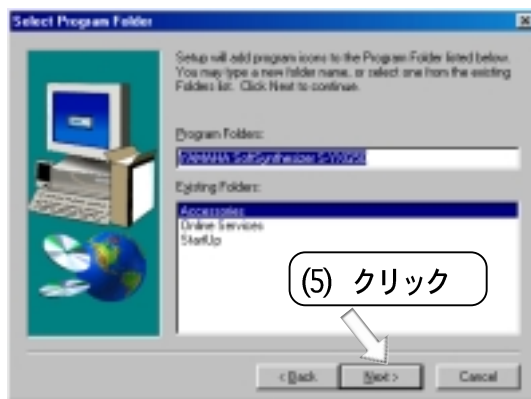 Select Program Folder
Setup will add program icons to the Program Folder listed below.
You may type a new folder name, or select one from the existing
Folders list. Click Next to continue.
Program Folders:
YAMAHA SoftSynthesizer S-YXG50
Existing Folders:
Accessories
Online Services
StartUp
(5) クリック
< Back
Next >
Cancel